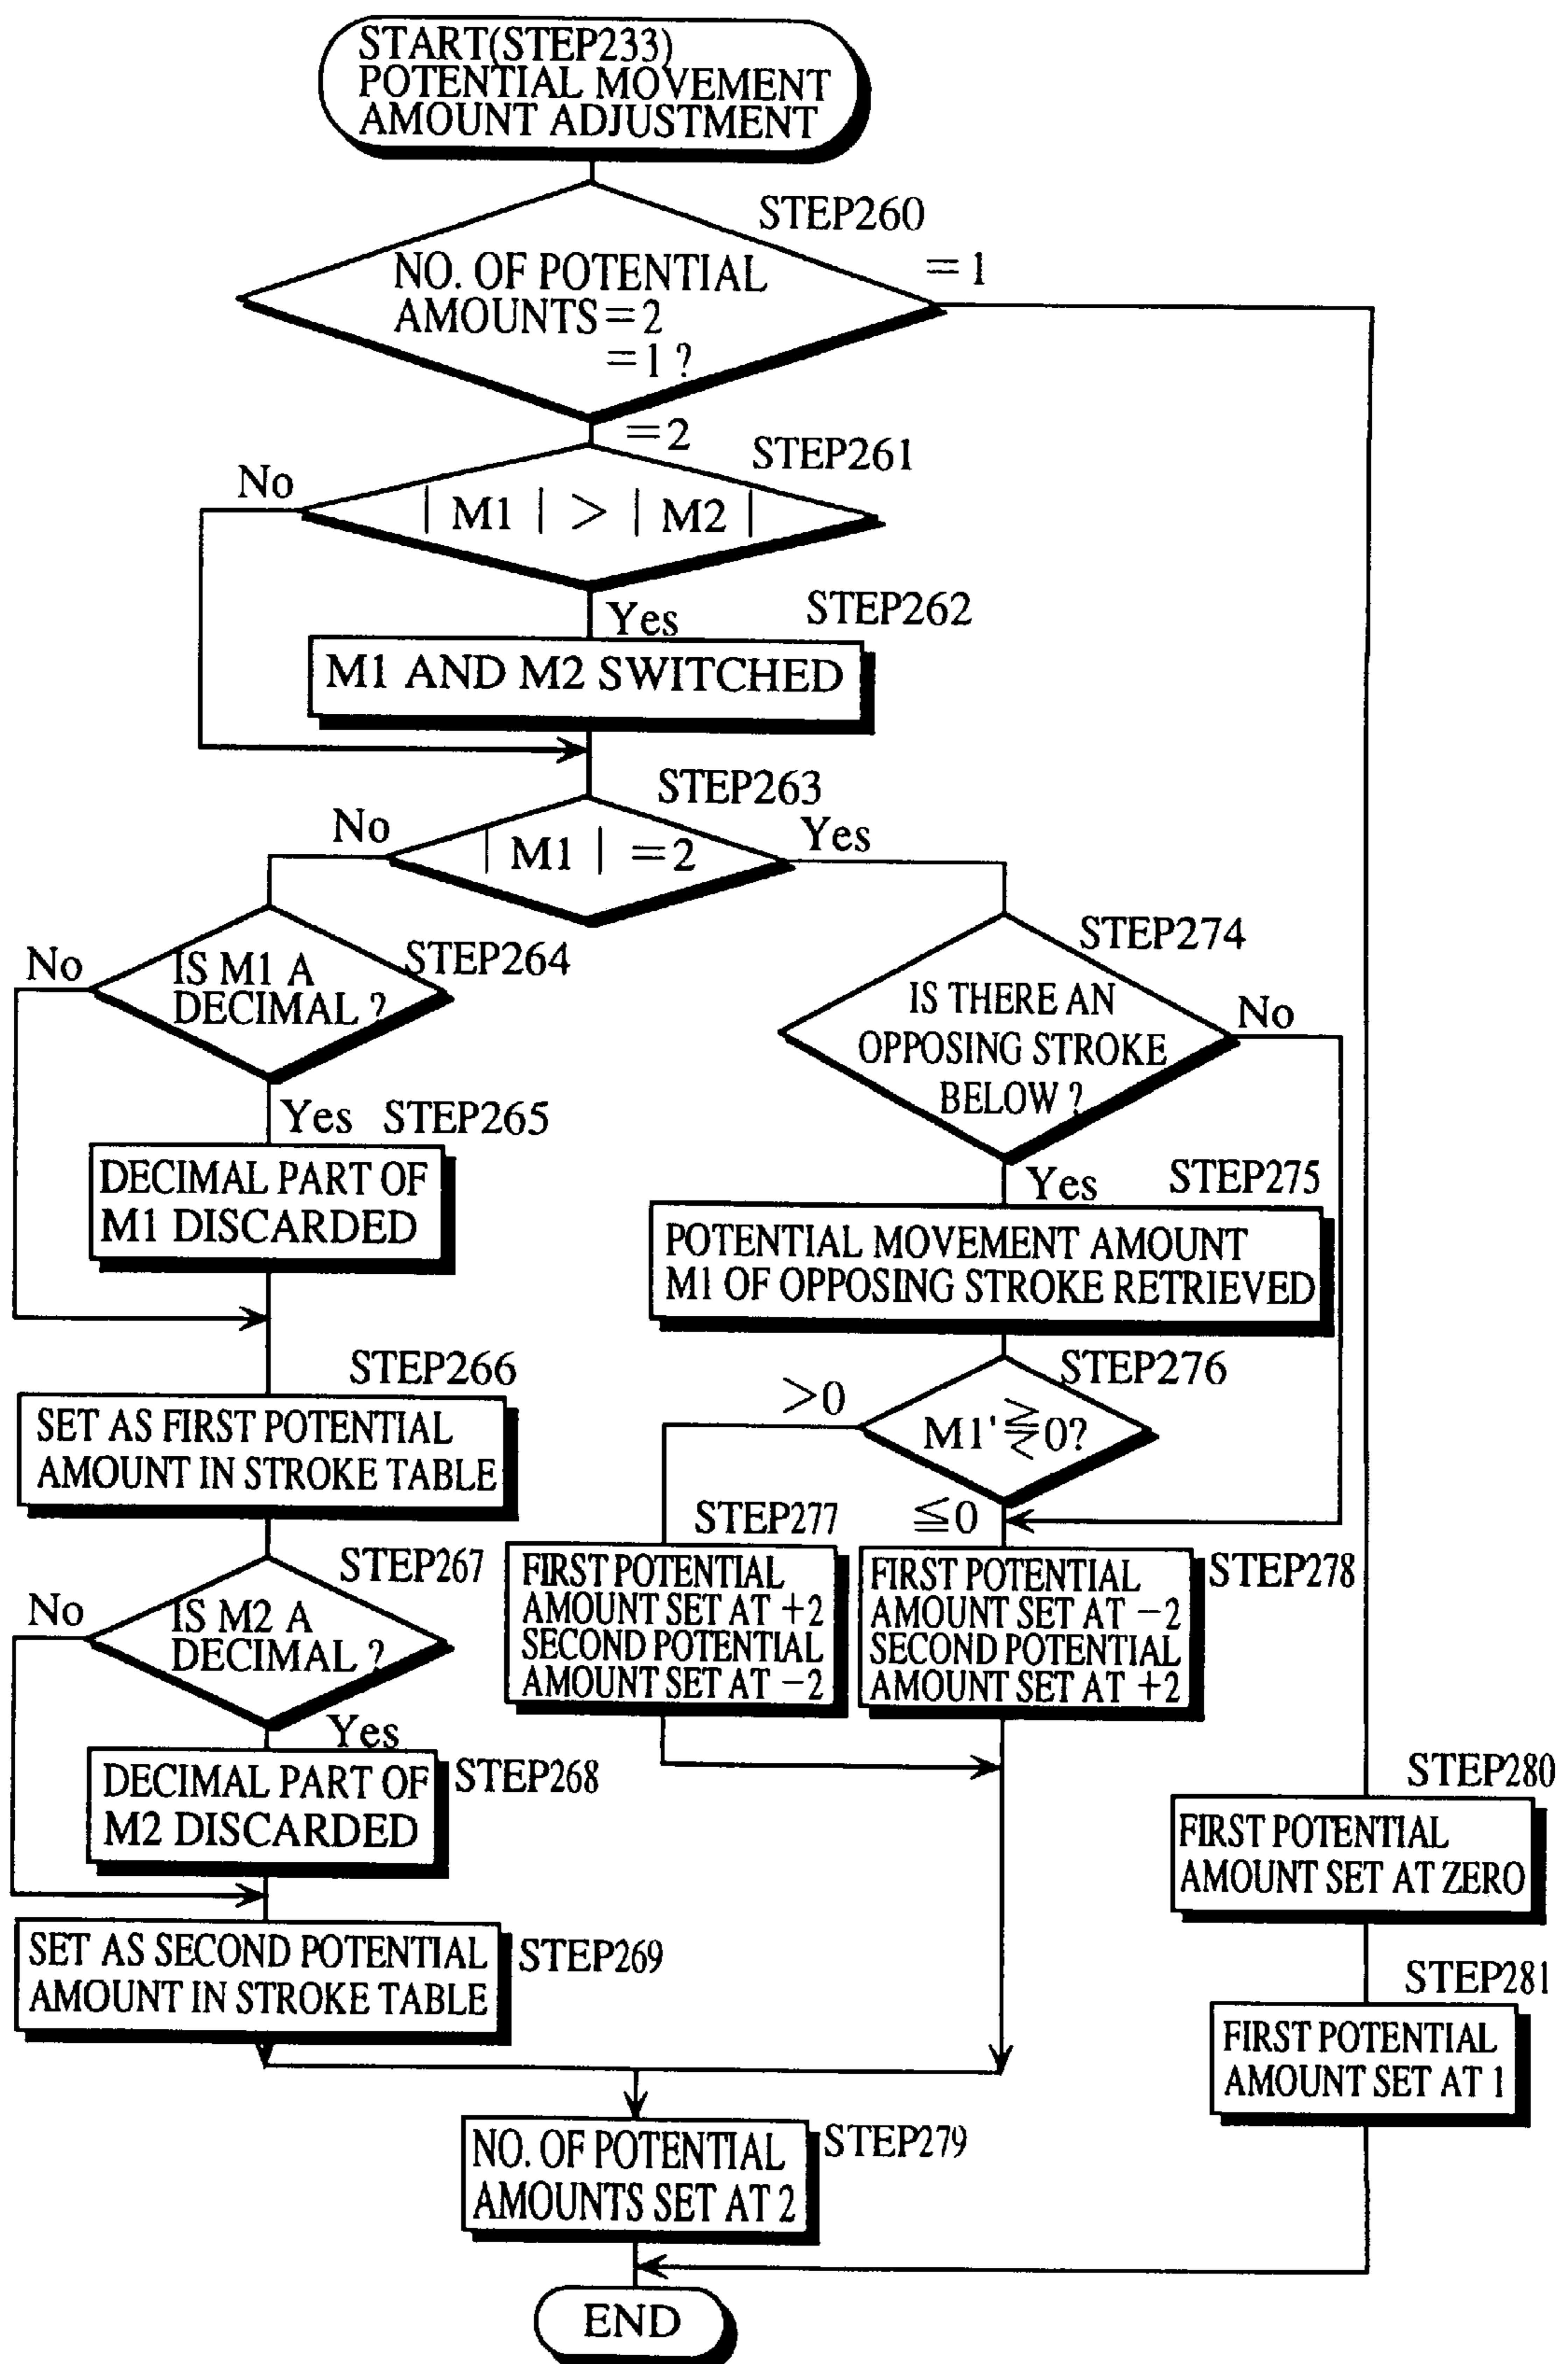 START(STEP233)
POTENTIAL MOVEMENT
AMOUNT ADJUSTMENT
STEP260
NO. OF POTENTIAL
AMOUNTS=2
=1 ?
=1
=2
STEP261
No
| M1 | > | M2 |
Yes
STEP262
M1 AND M2 SWITCHED
STEP263
No
| M1 | =2
Yes
STEP264
No
IS M1 A
DECIMAL ?
Yes
STEP265
DECIMAL PART OF
M1 DISCARDED
STEP266
SET AS FIRST POTENTIAL
AMOUNT IN STROKE TABLE
STEP267
No
IS M2 A
DECIMAL ?
Yes
DECIMAL PART OF
M2 DISCARDED
STEP268
SET AS SECOND POTENTIAL
AMOUNT IN STROKE TABLE
STEP269
STEP274
IS THERE AN
OPPOSING STROKE
BELOW ?
No
Yes
STEP275
POTENTIAL MOVEMENT AMOUNT
M1 OF OPPOSING STROKE RETRIEVED
STEP276
>0
M1' ⪌ 0?
≦0
STEP277
FIRST POTENTIAL
AMOUNT SET AT +2
SECOND POTENTIAL
AMOUNT SET AT −2
STEP278
FIRST POTENTIAL
AMOUNT SET AT −2
SECOND POTENTIAL
AMOUNT SET AT +2
STEP280
FIRST POTENTIAL
AMOUNT SET AT ZERO
STEP281
FIRST POTENTIAL
AMOUNT SET AT 1
NO. OF POTENTIAL
AMOUNTS SET AT 2
STEP279
END